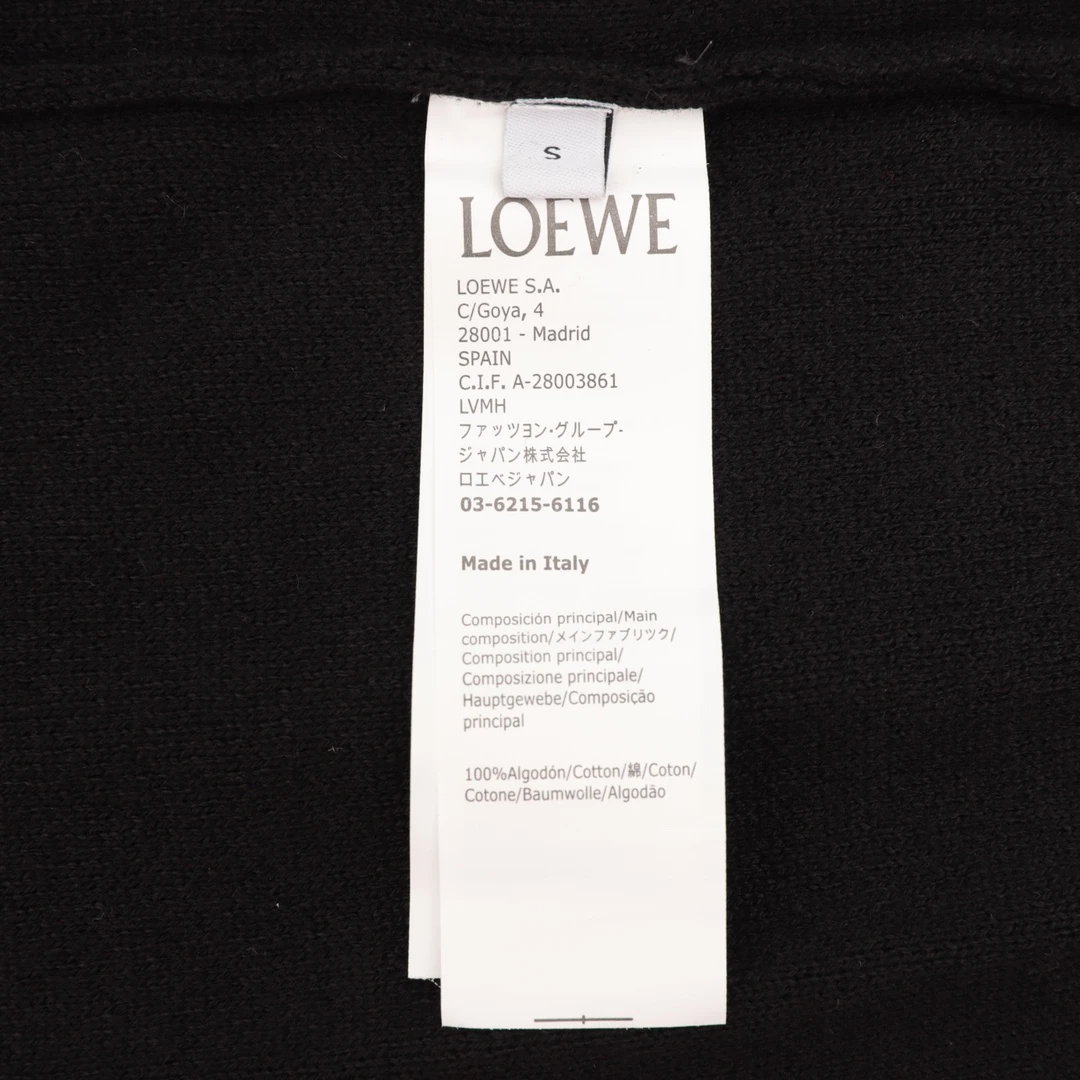 S
LOEWE
LOEWE S.A.
C/Goya, 4
28001 - Madrid
SPAIN
C.I.F. A-28003861
LVMH
ファッツヨン・グループ-
ジャパン株式会社
ロエベジャパン
03-6215-6116
Made in Italy
Composición principal/Main
composition/メインファブリツク/
Composition principal/
Composizione principale/
Hauptgewebe/Composição
principal
100%Algodón/Cotton/綿/Coton/
Cotone/Baumwolle/Algodão